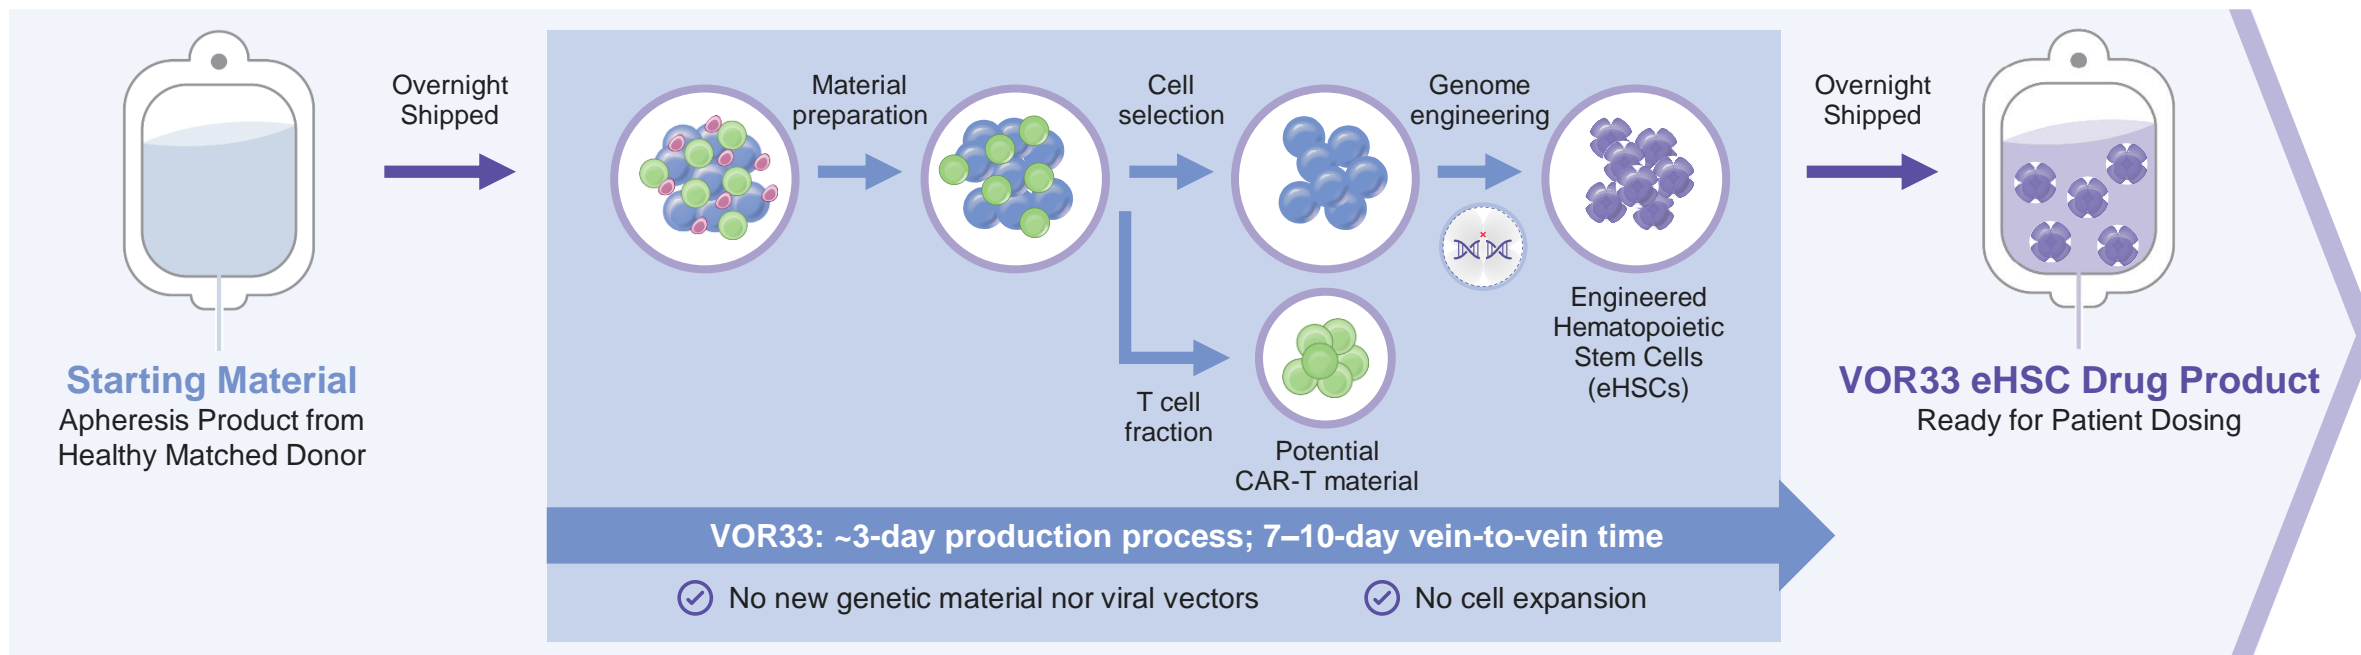 Overnight
Shipped
Material
preparation
Cell
selection
Genome
engineering
Overnight
Shipped
Engineered
Hematopoietic
Stem Cells
(eHSCs)
Starting Material
Apheresis Product from
Healthy Matched Donor
T cell
fraction
Potential
CAR-T material
VOR33 eHSC Drug Product
Ready for Patient Dosing
VOR33: ~3-day production process; 7–10-day vein-to-vein time
No new genetic material nor viral vectors
No cell expansion